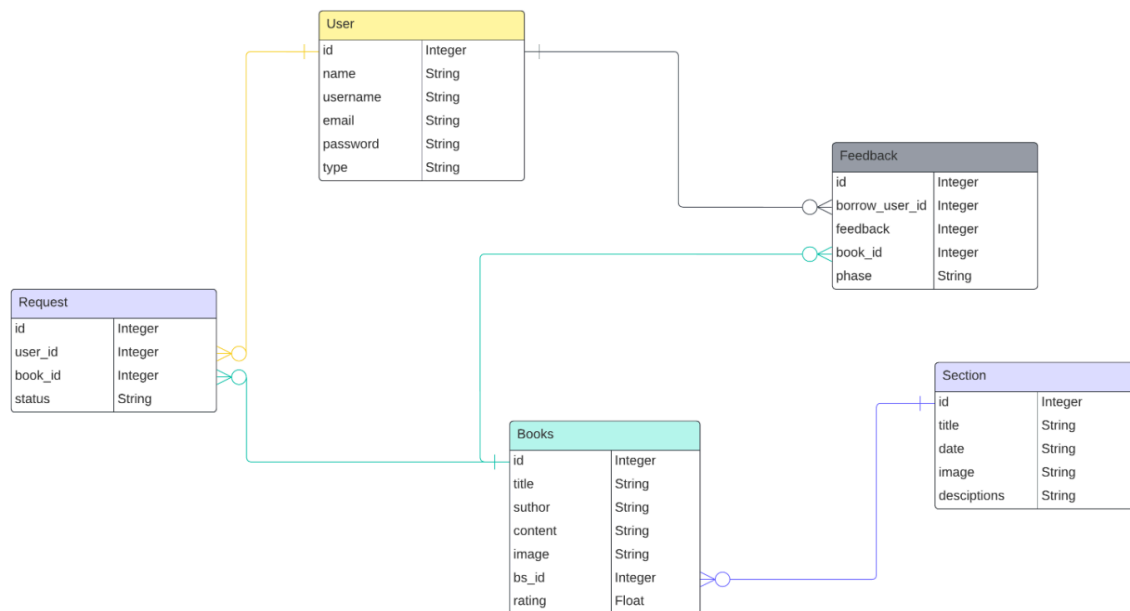 User
id Integer
name String
username String
email String
password String
type String
Feedback
id Integer
borrow_user_id Integer
feedback Integer
book_id Integer
phase String
Request
id Integer
user_id Integer
book_id Integer
status String
Section
id Integer
title String
date String
image String
desciptions String
Books
id Integer
title String
suthor String
content String
image String
bs_id Integer
rating Float